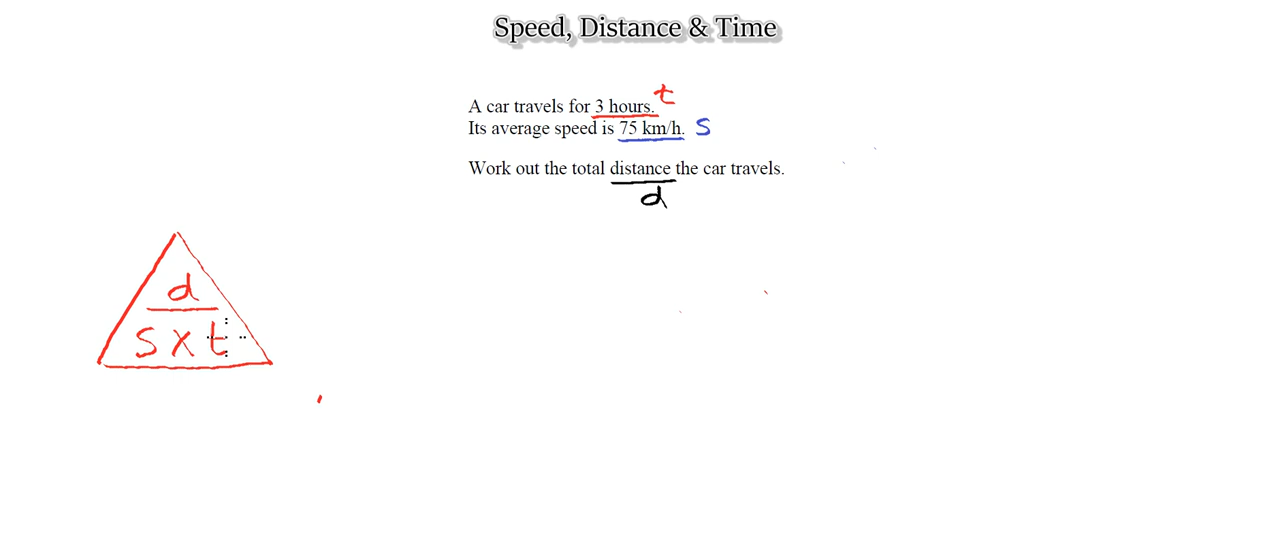 Speed, Distance & Time
t
A car travels for 3 hours.
Its average speed is 75 km/h. s
Work out the total distance the car travels.
d
d
s x t